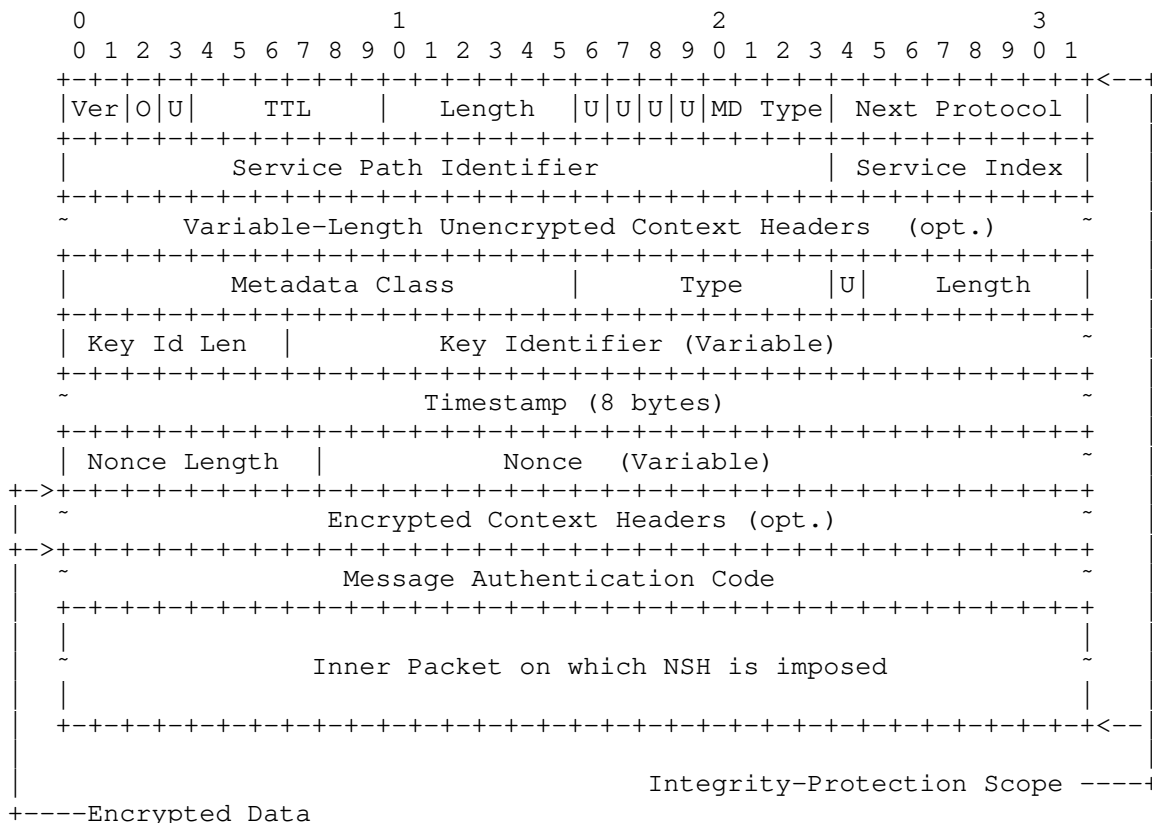 0                   1                   2                   3
 0 1 2 3 4 5 6 7 8 9 0 1 2 3 4 5 6 7 8 9 0 1 2 3 4 5 6 7 8 9 0 1
    +-+-+-+-+-+-+-+-+-+-+-+-+-+-+-+-+-+-+-+-+-+-+-+-+-+-+-+-+-+-+-+-+<--+
    |Ver|O|U|    TTL    |   Length  |U|U|U|U|MD Type| Next Protocol |   |
    +-+-+-+-+-+-+-+-+-+-+-+-+-+-+-+-+-+-+-+-+-+-+-+-+-+-+-+-+-+-+-+-+   |
    |          Service Path Identifier              | Service Index |   |
    +-+-+-+-+-+-+-+-+-+-+-+-+-+-+-+-+-+-+-+-+-+-+-+-+-+-+-+-+-+-+-+-+   |
    ~       Variable-Length Unencrypted Context Headers  (opt.)     ~   |
    +-+-+-+-+-+-+-+-+-+-+-+-+-+-+-+-+-+-+-+-+-+-+-+-+-+-+-+-+-+-+-+-+   |
    |          Metadata Class       |      Type     |U|    Length   |   |
    +-+-+-+-+-+-+-+-+-+-+-+-+-+-+-+-+-+-+-+-+-+-+-+-+-+-+-+-+-+-+-+-+   |
    | Key Id Len  |         Key Identifier (Variable)               ~   |
    +-+-+-+-+-+-+-+-+-+-+-+-+-+-+-+-+-+-+-+-+-+-+-+-+-+-+-+-+-+-+-+-+   |
    ~                      Timestamp (8 bytes)                      ~   |
    +-+-+-+-+-+-+-+-+-+-+-+-+-+-+-+-+-+-+-+-+-+-+-+-+-+-+-+-+-+-+-+-+   |
    | Nonce Length  |           Nonce  (Variable)                   ~   |
 +->+-+-+-+-+-+-+-+-+-+-+-+-+-+-+-+-+-+-+-+-+-+-+-+-+-+-+-+-+-+-+-+-+   |
 |  ~                Encrypted Context Headers (opt.)               ~   |
 +->+-+-+-+-+-+-+-+-+-+-+-+-+-+-+-+-+-+-+-+-+-+-+-+-+-+-+-+-+-+-+-+-+   |
 |  ~                 Message Authentication Code                   ~   |
 |  +-+-+-+-+-+-+-+-+-+-+-+-+-+-+-+-+-+-+-+-+-+-+-+-+-+-+-+-+-+-+-+-+   |
 |  |                                                               |   |
 |  ~               Inner Packet on which NSH is imposed            ~   |
 |  |                                                               |   |
 |  +-+-+-+-+-+-+-+-+-+-+-+-+-+-+-+-+-+-+-+-+-+-+-+-+-+-+-+-+-+-+-+-+<--|
 |                                                                      |
 |                                    Integrity-Protection Scope ----+
 +----Encrypted Data